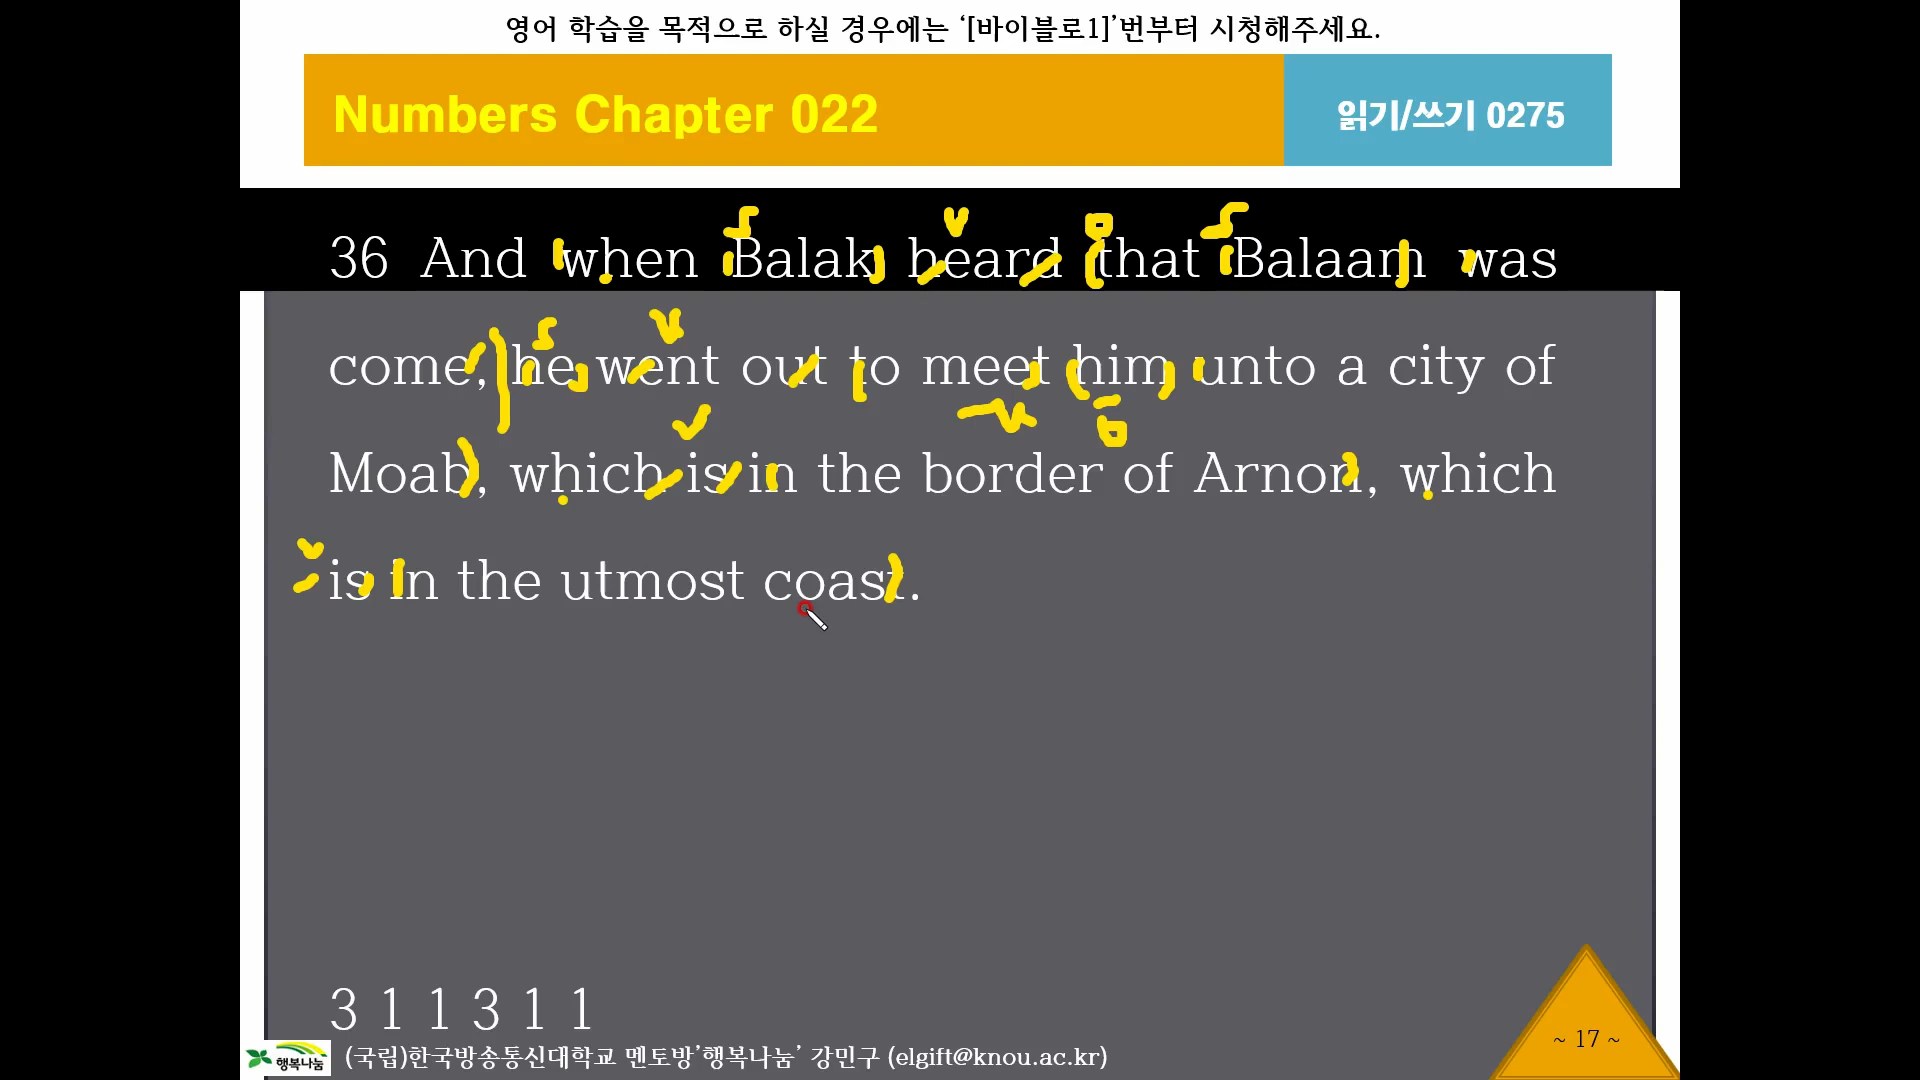 영어 학습을 목적으로 하실 경우에는 ‘[바이블로1]’번부터 시청해주세요.
Numbers Chapter 022
읽기/쓰기 0275
36 And when Balak heard that Balaam was
come, he went out to meet him unto a city of
Moab, which is in the border of Arnon, which
is in the utmost coast.
3 1 1 3 1 1
행복나눔 (국립)한국방송통신대학교 멘토방’행복나눔’ 강민구 (elgift@knou.ac.kr)
~ 17 ~